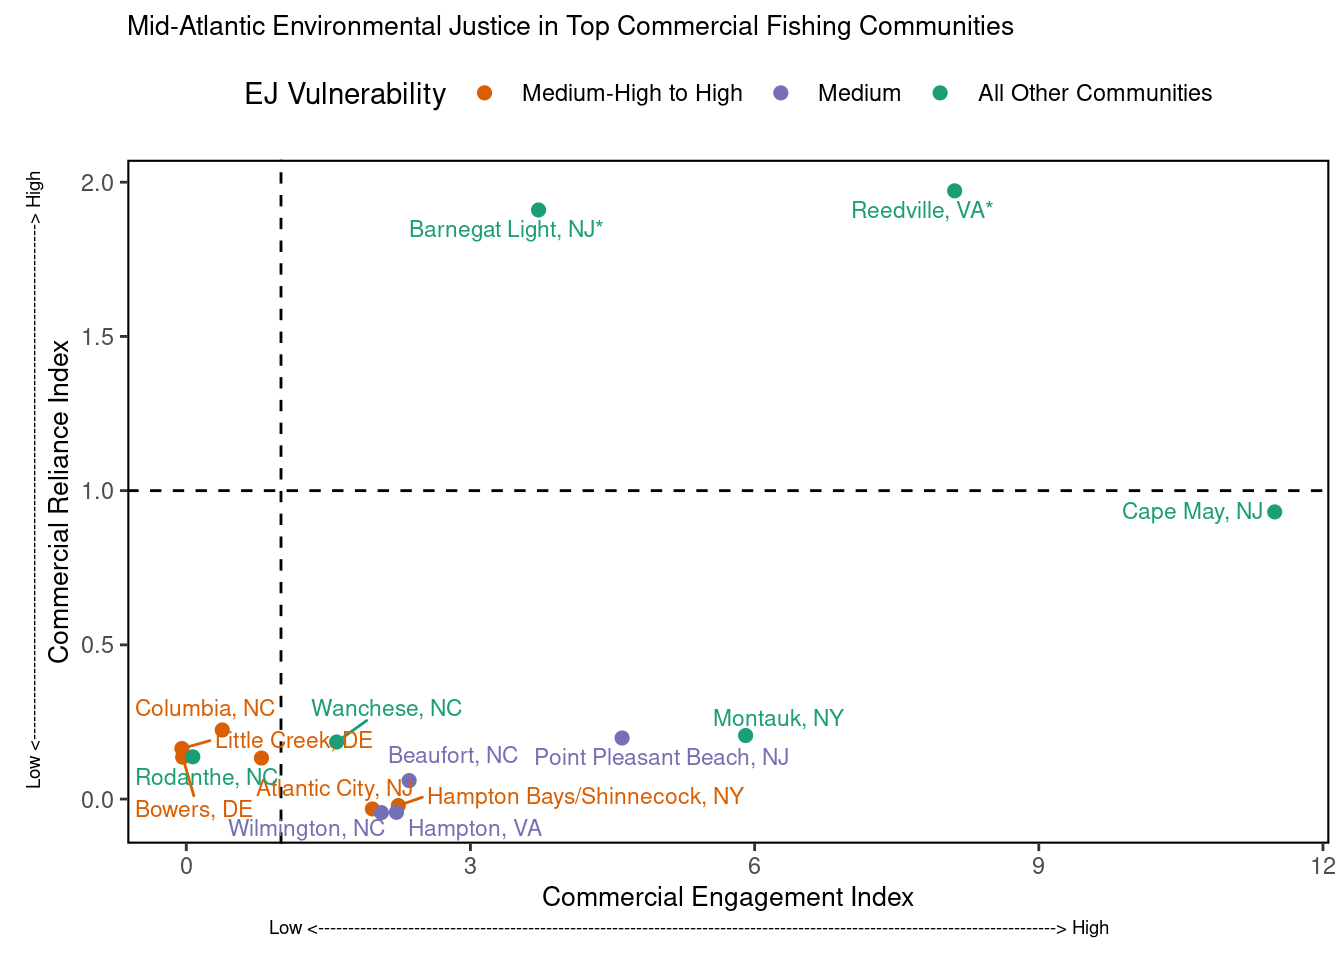 Mid-Atlantic Environmental Justice in Top Commercial Fishing Communities
EJ Vulnerability
Medium-High to High
Medium
All Other Communities
Low <---------------------------------------------------------------------------> High
Commercial Reliance Index
2.0
1.5
1.0
0.5
0.0
Barnegat Light, NJ*
Reedville, VA*
Cape May, NJ
Columbia, NC
Wanchese, NC
Montauk, NY
Little Creek, DE
Beaufort, NC
Point Pleasant Beach, NJ
Rodanthe, NC
Atlantic City, NJ
Hampton Bays/Shinnecock, NY
Bowers, DE
Wilmington, NC
Hampton, VA
0
3
6
9
12
Commercial Engagement Index
Low <---------------------------------------------------------------------------------------------------------------------------> High